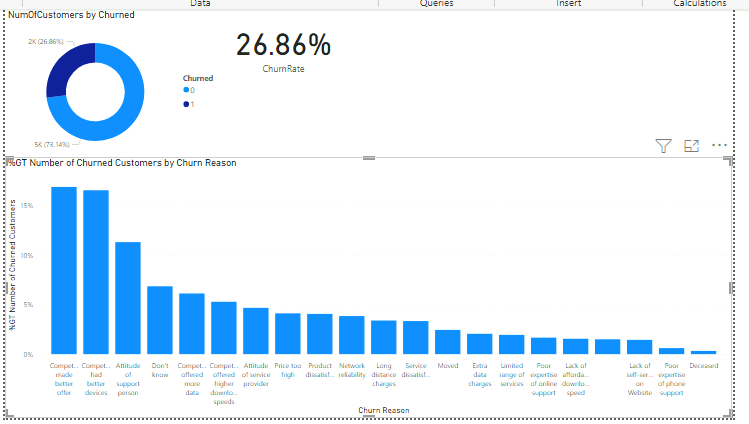 Data Queries Insert Calculations
NumOfCustomers by Churned
2K (26.86%)
5K (73.14%)
Churned
0
1
26.86%
ChurnRate
%GT Number of Churned Customers by Churn Reason
%GT Number of Churned Customers
15%
10%
5%
0%
Compet... made better offer
Compet... had better devices
Attitude of support person
Don't know
Compet... offered more data
Compet... offered higher downlo... speeds
Attitude of service provider
Price too high
Product dissatisf...
Network reliability
Long distance charges
Service dissatisf...
Moved
Extra data charges
Limited range of services
Poor expertise of online support
Lack of afforda... downlo... speed
Lack of self-ser... on Website
Poor expertise of phone support
Deceased
Churn Reason